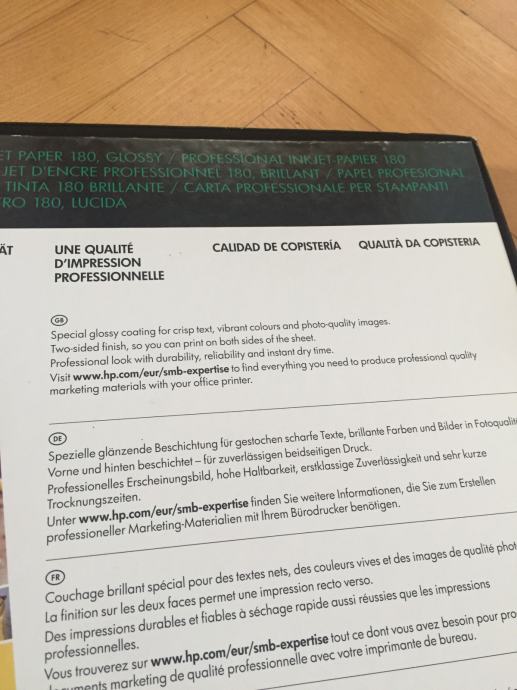 PAPER 180, GLOSSY / PROFESSIONAL INKJET-PAPIER 180
JET D'ENCRE PROFESSIONNEL 180, BRILLANT / PAPEL PROFESIONAL
TINTA 180 BRILLANTE / CARTA PROFESSIONALE PER STAMPANTI
180, LUCIDA
UNE QUALITÉ
D'IMPRESSION
PROFESSIONNELLE
CALIDAD DE COPISTERÍA
QUALITÀ DA COPISTERIA
GB
Special glossy coating for crisp text, vibrant colours and photo-quality images.
Two-sided finish, so you can print on both sides of the sheet.
Professional look with durability, reliability and instant dry time.
Visit www.hp.com/eur/smb-expertise to find everything you need to produce professional quality
marketing materials with your office printer.
DE
Spezielle glänzende Beschichtung für gestochen scharfe Texte, brillante Farben und Bilder in Fotoqualität
Vorne und hinten beschichtet – für zuverlässigen beidseitigen Druck.
Professionelles Erscheinungsbild, hohe Haltbarkeit, erstklassige Zuverlässigkeit und sehr kurze
Trocknungszeiten.
Unter www.hp.com/eur/smb-expertise finden Sie weitere Informationen, die Sie zum Erstellen
professioneller Marketing-Materialien mit Ihrem Bürodrucker benötigen.
FR
Couchage brillant spécial pour des textes nets, des couleurs vives et des images de qualité
La finition sur les deux faces permet une impression recto verso.
Des impressions durables et fiables à séchage rapide aussi réussies que les impressions
professionnelles.
Vous trouverez sur www.hp.com/eur/smb-expertise tout ce dont vous avez besoin pour
marketing de qualité professionnelle avec votre imprimante de bureau.